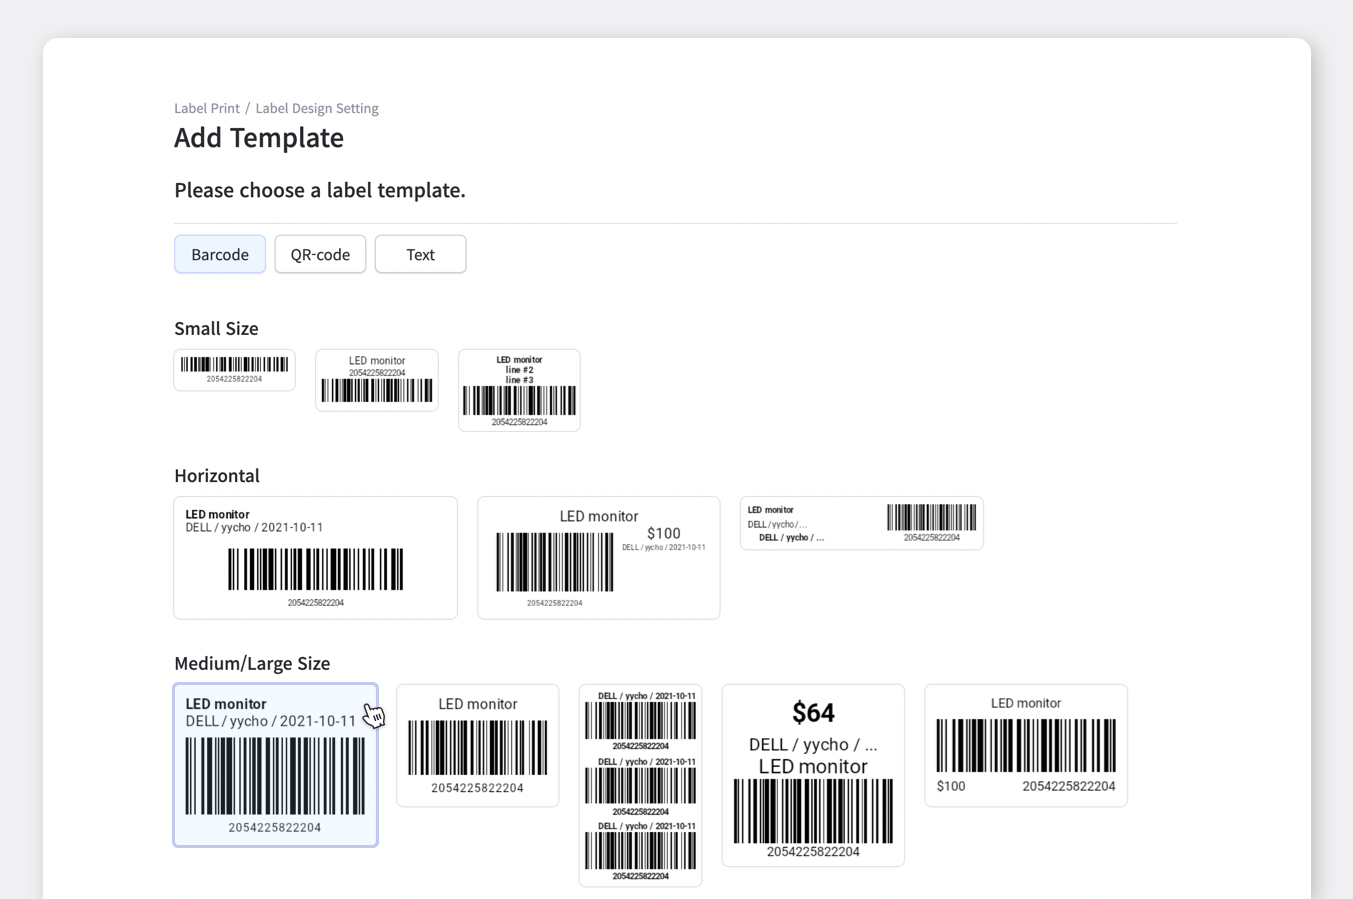 Label Print / Label Design Setting
Add Template
Please choose a label template.
Barcode
QR-code
Text
Small Size
2054225822204
LED monitor
2054225822204
LED monitor
line #2
line #3
2054225822204
Horizontal
LED monitor
DELL / yycho / 2021-10-11
2054225822204
LED monitor
$100
DELL / yycho / 2021-10-11
2054225822204
LED monitor
DELL / yycho / ...
DELL / yycho / ...
2054225822204
Medium/Large Size
LED monitor
DELL / yycho / 2021-10-11
2054225822204
LED monitor
2054225822204
DELL / yycho / 2021-10-11
2054225822204
DELL / yycho / 2021-10-11
2054225822204
DELL / yycho / 2021-10-11
2054225822204
$64
DELL / yycho / ...
LED monitor
2054225822204
LED monitor
$100
2054225822204